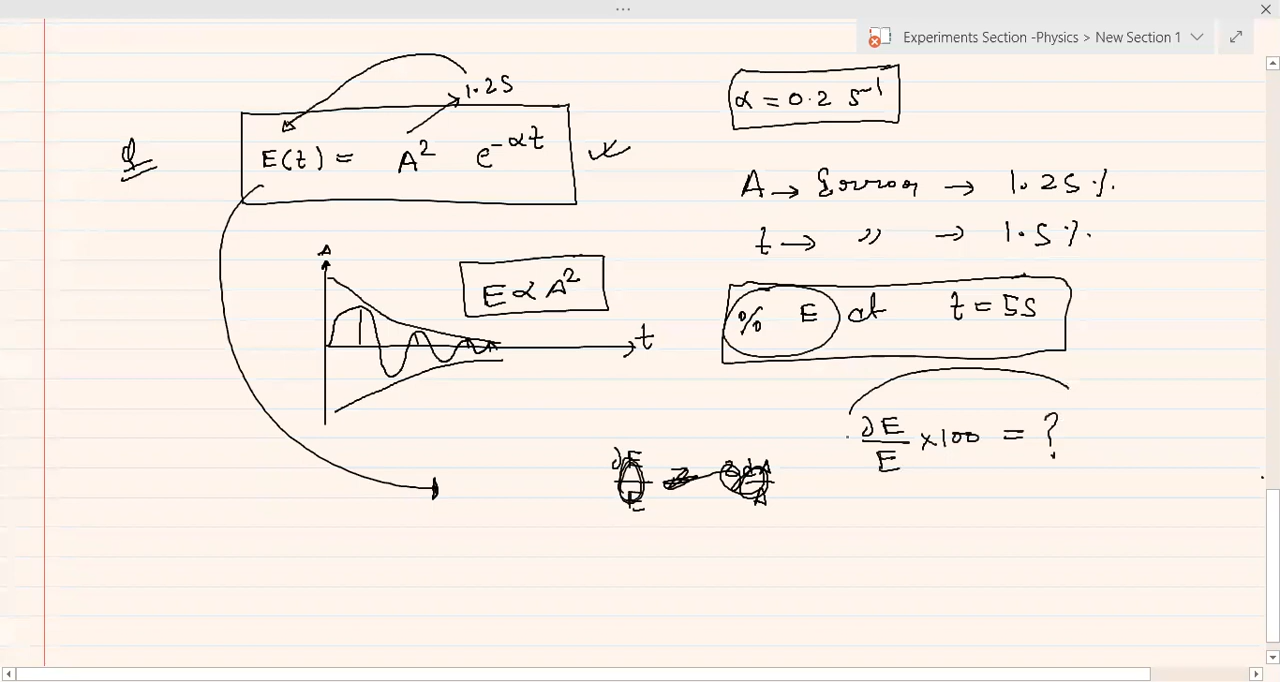 Experiments Section -Physics > New Section 1
1.25
α = 0.2 s⁻¹
Q
E(t) = A² e^-αt
A → Error → 1.25 %.
t → " → 1.5 %.
A
E ∝ A²
t
% E at t = 5s
∂E/E × 100 = ?
∂E/E
A